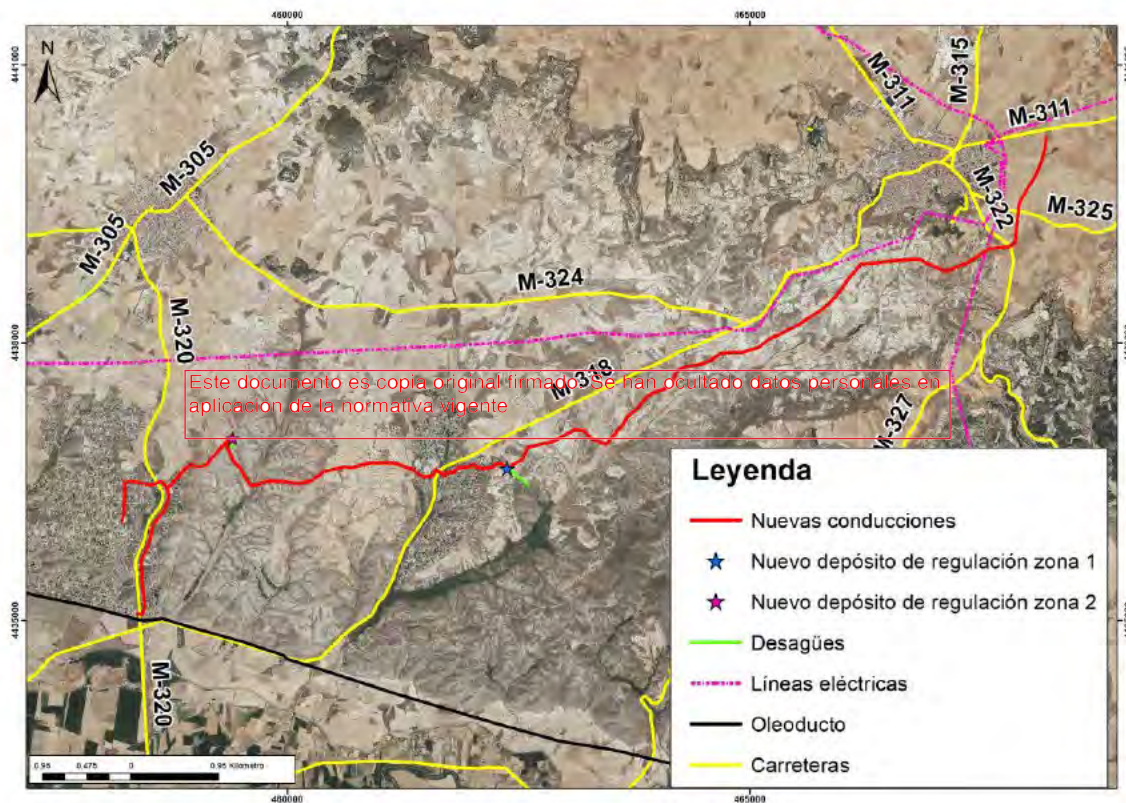 460000
465000
N
4441000
M-311
M-315
M-311
M-305
M-322
M-325
M-305
M-324
M-320
4438000
Este documento es copia original firmado. Se han ocultado datos personales en
aplicación de la normativa vigente
M-318
M-327
Leyenda
Nuevas conducciones
Nuevo depósito de regulación zona 1
Nuevo depósito de regulación zona 2
Desagües
Líneas eléctricas
Oleoducto
Carreteras
4435000
M-320
0.95 0.475 0 0.95 Kilometro
460000
465000